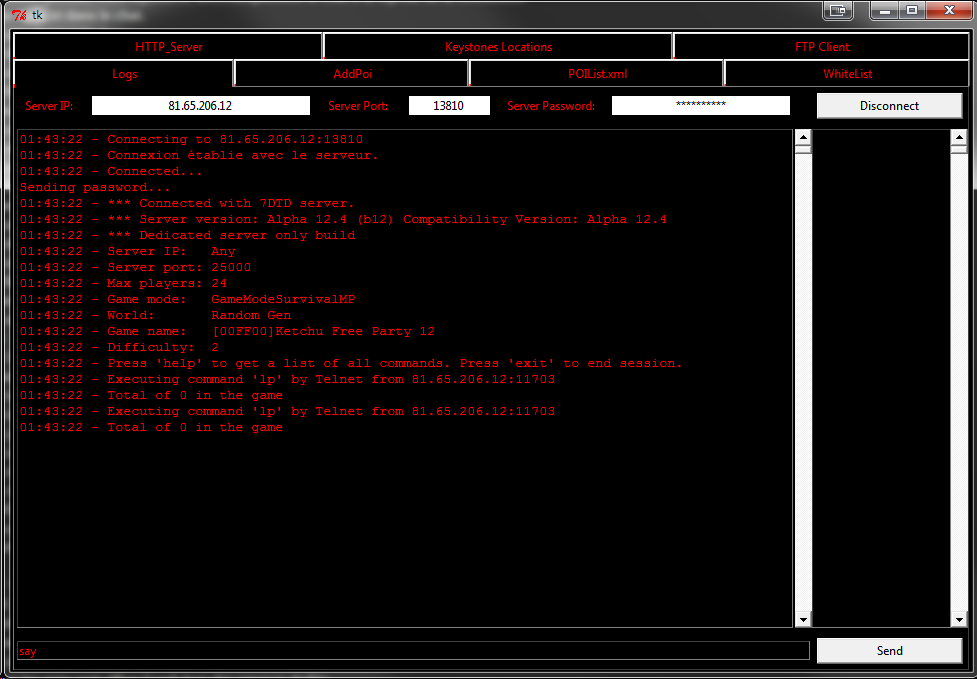 tk
HTTP_Server Keystones Locations FTP Client
Logs AddPoi POIList.xml WhiteList
Server IP: 81.65.206.12 Server Port: 13810 Server Password: ********** Disconnect
01:43:22 - Connecting to 81.65.206.12:13810
01:43:22 - Connexion établie avec le serveur.
01:43:22 - Connected...
Sending password...
01:43:22 - *** Connected with 7DTD server.
01:43:22 - *** Server version: Alpha 12.4 (b12) Compatibility Version: Alpha 12.4
01:43:22 - *** Dedicated server only build
01:43:22 - Server IP:   Any
01:43:22 - Server port: 25000
01:43:22 - Max players: 24
01:43:22 - Game mode:   GameModeSurvivalMP
01:43:22 - World:       Random Gen
01:43:22 - Game name:   [00FF00]Ketchu Free Party 12
01:43:22 - Difficulty:  2
01:43:22 - Press 'help' to get a list of all commands. Press 'exit' to end session.
01:43:22 - Executing command 'lp' by Telnet from 81.65.206.12:11703
01:43:22 - Total of 0 in the game
01:43:22 - Executing command 'lp' by Telnet from 81.65.206.12:11703
01:43:22 - Total of 0 in the game
say Send